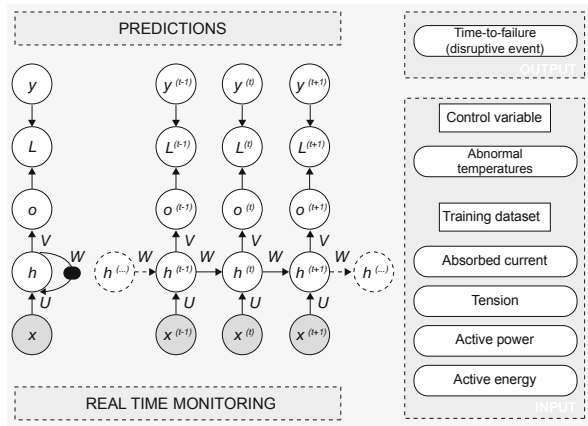 PREDICTIONS
y y (t-1) y (t) y (t+1)
L L (t-1) L (t) L (t+1)
o o (t-1) o (t) o (t+1)
V V V V
W W W W W
h h (...) h (t-1) h (t) h (t+1) h (...)
U U U U
x x (t-1) x (t) x (t+1)
REAL TIME MONITORING
Time-to-failure
(disruptive event)
OUTPUT
Control variable
Abnormal
temperatures
Training dataset
Absorbed current
Tension
Active power
Active energy
INPUT